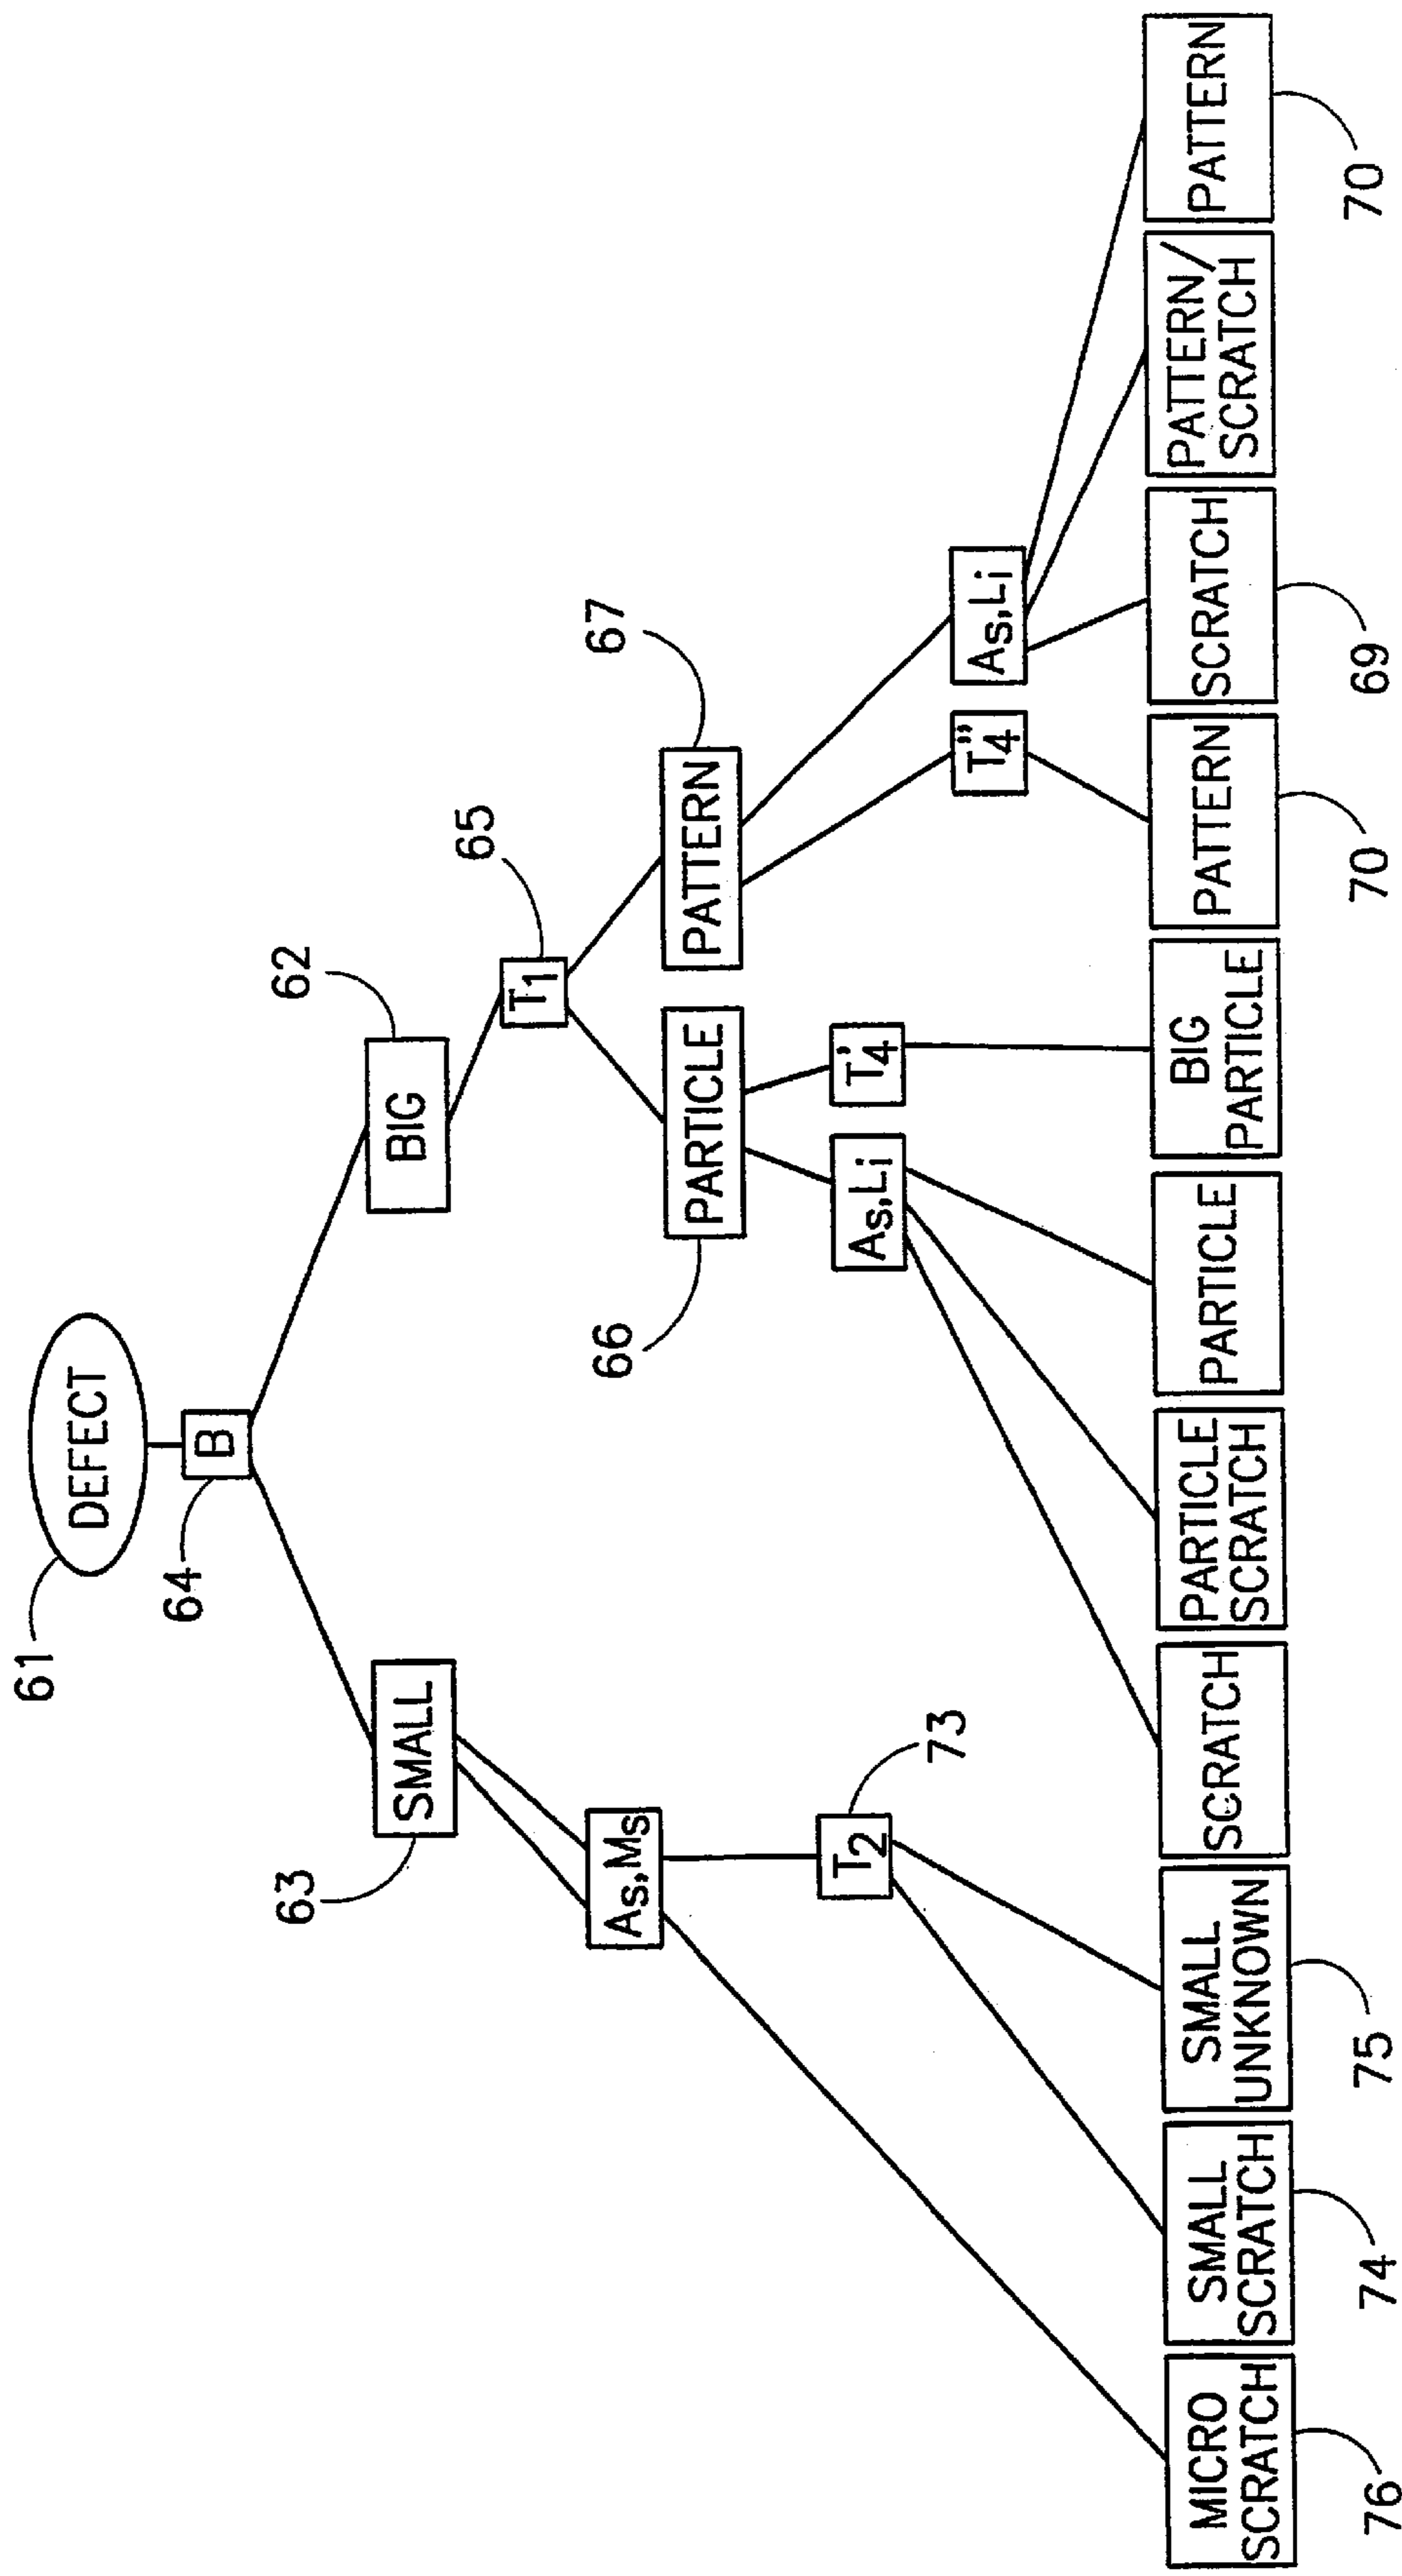 61
DEFECT
64
B
62
BIG
63
SMALL
65
T1
67
66
PARTICLE
PATTERN
As,Ms
73
T2
As,Li
T'4
T"4
As,Li
MICRO
SCRATCH
SMALL
SCRATCH
SMALL
UNKNOWN
SCRATCH
PARTICLE
SCRATCH
PARTICLE
BIG
PARTICLE
PATTERN
SCRATCH
PATTERN/
SCRATCH
PATTERN
76
74
75
70
69
70